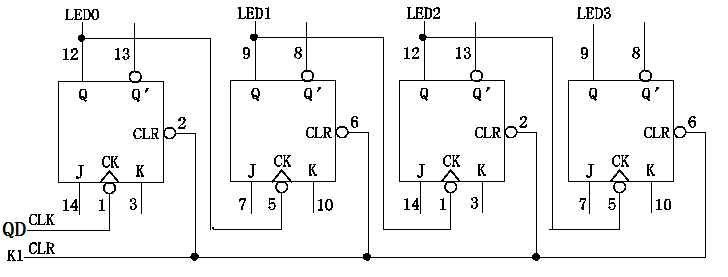 LED0 LED1 LED2 LED3
12 13 9 8 12 13 9 8
Q Q′ Q Q′ Q Q′ Q Q′
CLR 2 CLR 6 CLR 2 CLR 6
J CK K J CK K J CK K J CK K
14 1 3 7 5 10 14 1 3 7 5 10
QD CLK
K1 CLR